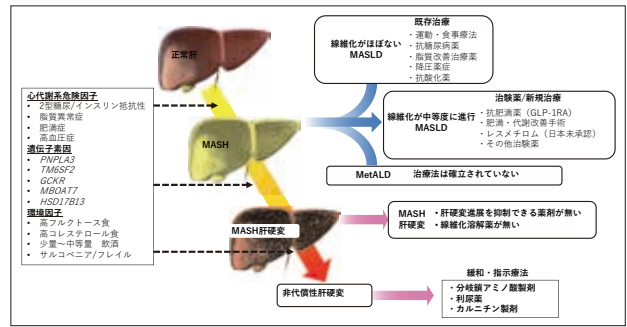 正常肝
MASH
MASH肝硬変
非代償性肝硬変
心代謝系危険因子
・2型糖尿/インスリン抵抗性
・脂質異常症
・肥満症
・高血圧症
遺伝子素因
・PNPLA3
・TM6SF2
・GCKR
・MBOAT7
・HSD17B13
環境因子
・高フルクトース食
・高コレステロール食
・少量～中等量 飲酒
・サルコペニア/フレイル
既存治療
線維化がほぼない
MASLD
・運動・食事療法
・抗糖尿病薬
・脂質改善治療薬
・降圧薬症
・抗酸化薬
治験薬/新規治療
線維化が中等度に進行
MASLD
・抗肥満薬（GLP-1RA）
・肥満・代謝改善手術
・レスメチロム（日本未承認）
・その他治験薬
MetALD 治療法は確立されていない
MASH ・肝硬変進展を抑制できる薬剤が無い
肝硬変 ・線維化溶解薬が無い
緩和・指示療法
・分岐鎖アミノ酸製剤
・利尿薬
・カルニチン製剤